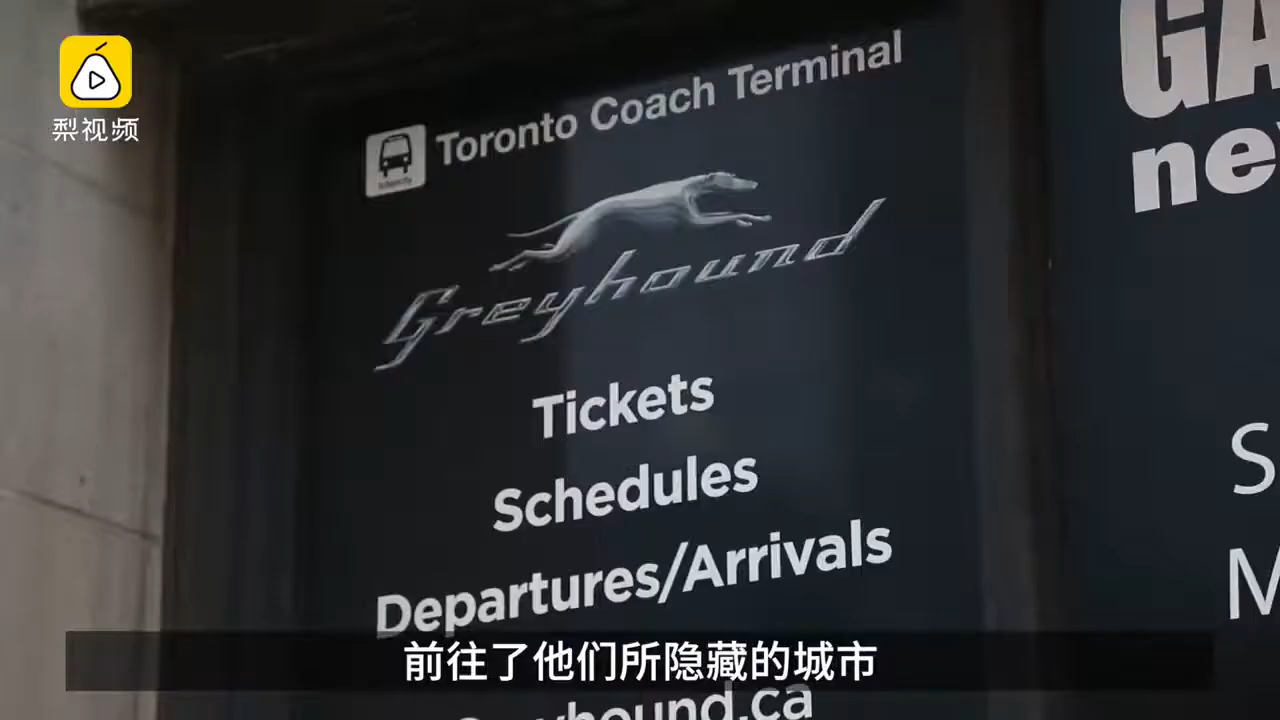 梨视频
Toronto Coach Terminal
Greyhound
Tickets
Schedules
Departures/Arrivals
前往了他们所隐藏的城市